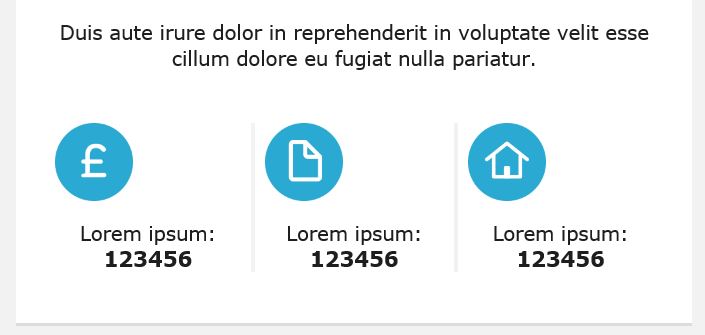 Duis aute irure dolor in reprehenderit in voluptate velit esse
cillum dolore eu fugiat nulla pariatur.
£
Lorem ipsum:
123456
Lorem ipsum:
123456
Lorem ipsum:
123456